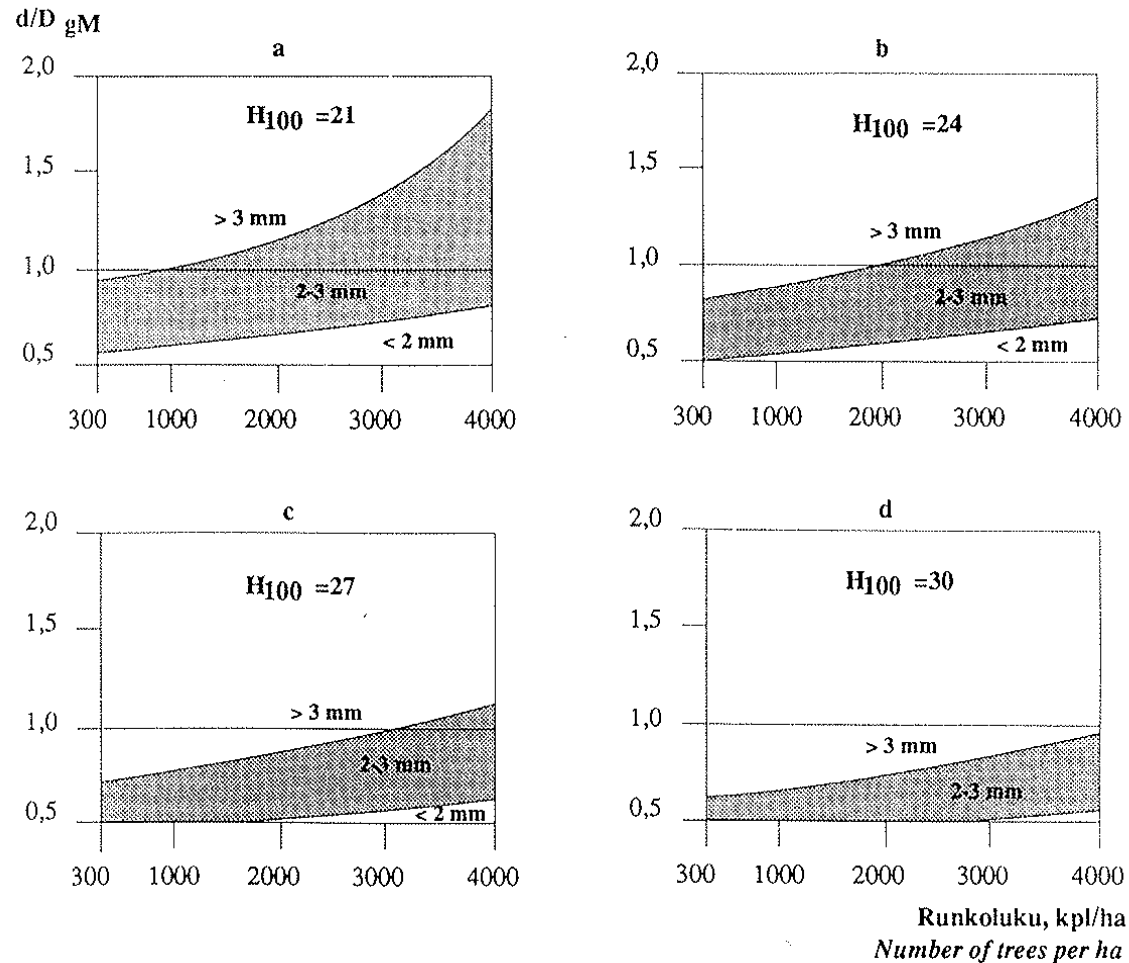 d/D gM
a
2,0
H100 =21
1,5
> 3 mm
1,0
2-3 mm
< 2 mm
0,5
300 1000 2000 3000 4000
b
2,0
H100 =24
1,5
> 3 mm
1,0
2-3 mm
< 2 mm
0,5
300 1000 2000 3000 4000
c
2,0
H100 =27
1,5
> 3 mm
1,0
2-3 mm
< 2 mm
0,5
300 1000 2000 3000 4000
d
2,0
H100 =30
1,5
1,0
> 3 mm
2-3 mm
0,5
300 1000 2000 3000 4000
Runkoluku, kpl/ha
Number of trees per ha